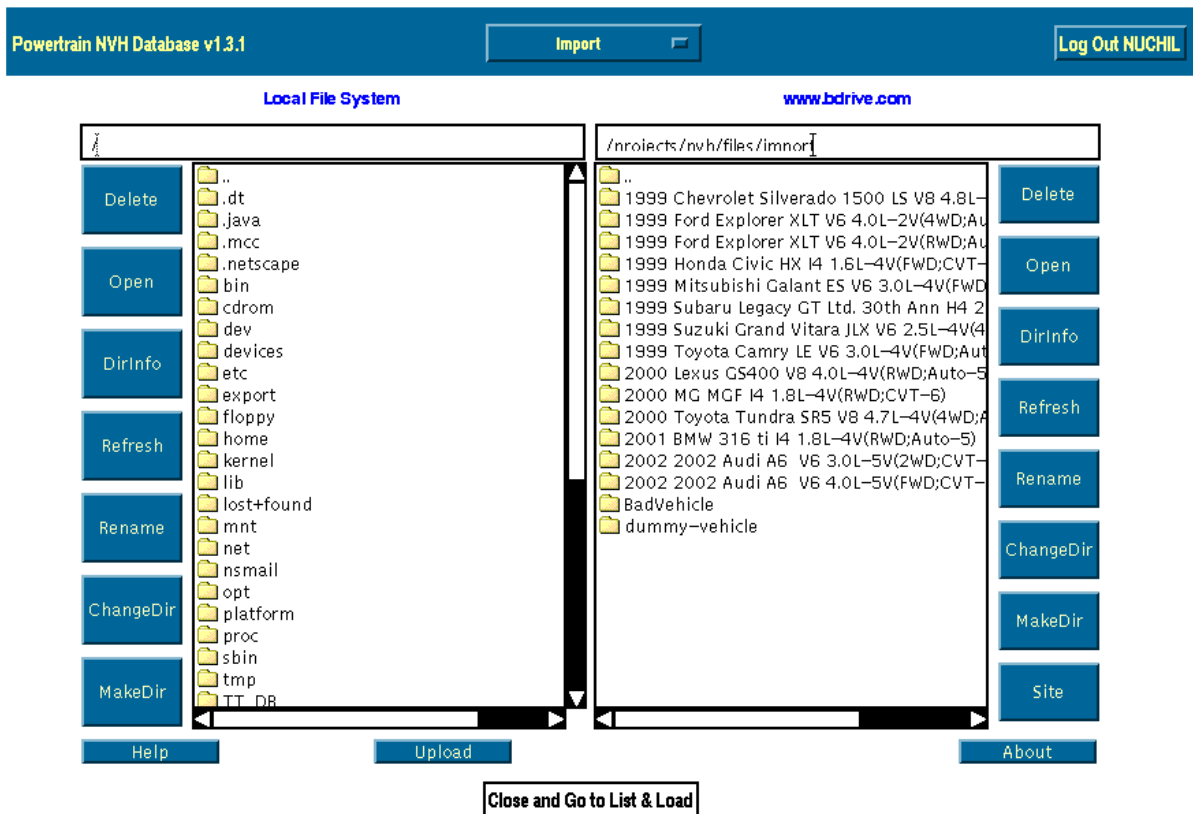 Powertrain NVH Database v1.3.1
Import
Log Out NUCHIL
Local File System
www.bdrive.com
/
/projects/nvh/files/import
Delete
Open
DirInfo
Refresh
Rename
ChangeDir
MakeDir
..
.dt
.java
.mcc
.netscape
bin
cdrom
dev
devices
etc
export
floppy
home
kernel
lib
lost+found
mnt
net
nsmail
opt
platform
proc
sbin
tmp
TT_DB
..
1999 Chevrolet Silverado 1500 LS V8 4.8L-
1999 Ford Explorer XLT V6 4.0L-2V(4WD;Au
1999 Ford Explorer XLT V6 4.0L-2V(RWD;Au
1999 Honda Civic HX I4 1.6L-4V(FWD;CVT-
1999 Mitsubishi Galant ES V6 3.0L-4V(FWD
1999 Subaru Legacy GT Ltd. 30th Ann H4 2
1999 Suzuki Grand Vitara JLX V6 2.5L-4V(4
1999 Toyota Camry LE V6 3.0L-4V(FWD;Aut
2000 Lexus GS400 V8 4.0L-4V(RWD;Auto-5
2000 MG MGF I4 1.8L-4V(RWD;CVT-6)
2000 Toyota Tundra SR5 V8 4.7L-4V(4WD;A
2001 BMW 316 ti I4 1.8L-4V(RWD;Auto-5)
2002 2002 Audi A6  V6 3.0L-5V(2WD;CVT-
2002 2002 Audi A6  V6 4.0L-5V(FWD;CVT-
BadVehicle
dummy-vehicle
Delete
Open
DirInfo
Refresh
Rename
ChangeDir
MakeDir
Site
Help
Upload
About
Close and Go to List & Load